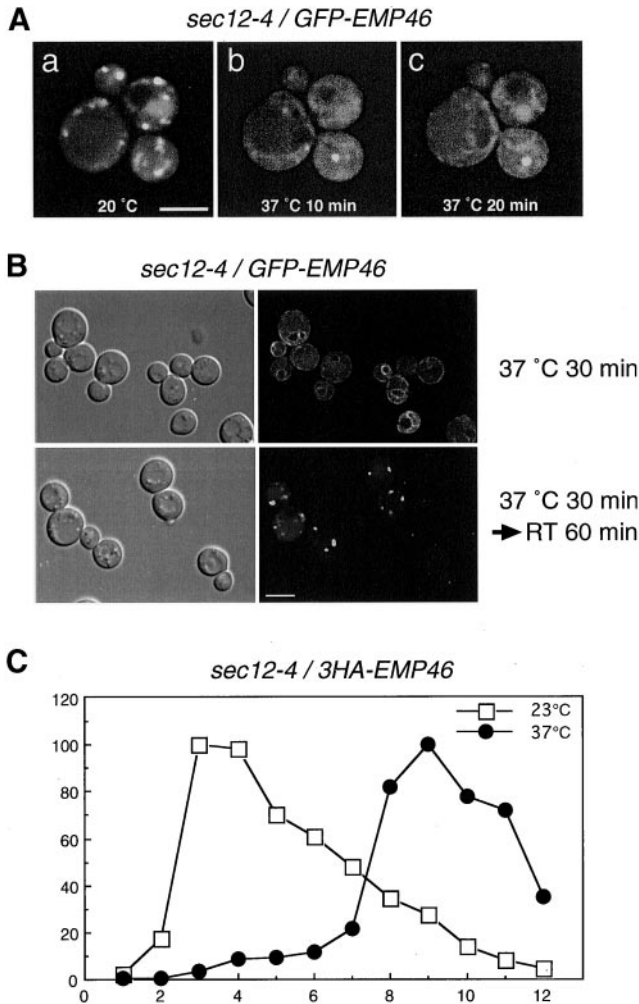 A
sec12-4 / GFP-EMP46
a
b
c
20 °C
37 °C 10 min
37 °C 20 min
B
sec12-4 / GFP-EMP46
37 °C 30 min
37 °C 30 min
➔ RT 60 min
C
sec12-4 / 3HA-EMP46
120
100
80
60
40
20
0
23°C
37°C
0 2 4 6 8 10 12